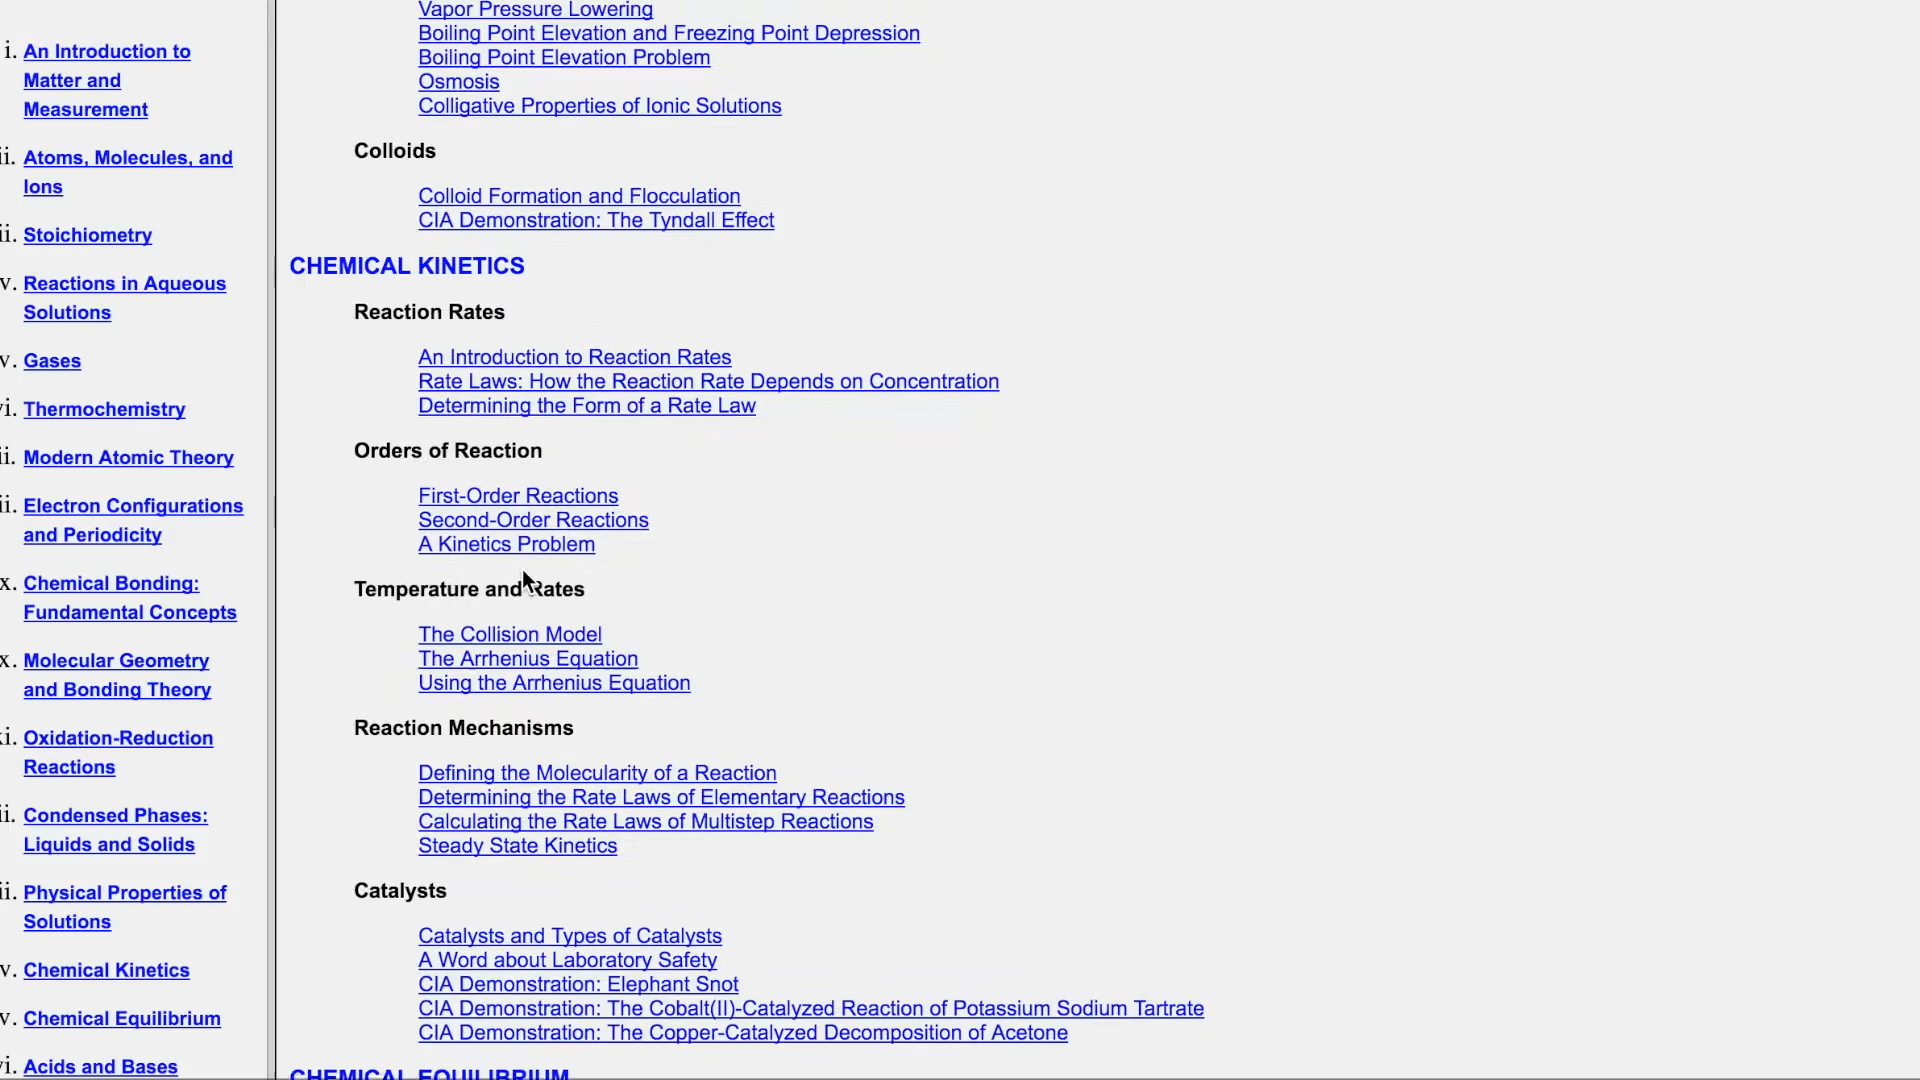 i. An Introduction to
Matter and
Measurement
ii. Atoms, Molecules, and
Ions
ii. Stoichiometry
v. Reactions in Aqueous
Solutions
v. Gases
vi. Thermochemistry
ii. Modern Atomic Theory
ii. Electron Configurations
and Periodicity
x. Chemical Bonding:
Fundamental Concepts
x. Molecular Geometry
and Bonding Theory
xi. Oxidation-Reduction
Reactions
ii. Condensed Phases:
Liquids and Solids
ii. Physical Properties of
Solutions
v. Chemical Kinetics
v. Chemical Equilibrium
vi. Acids and Bases
Vapor Pressure Lowering
Boiling Point Elevation and Freezing Point Depression
Boiling Point Elevation Problem
Osmosis
Colligative Properties of Ionic Solutions
Colloids
Colloid Formation and Flocculation
CIA Demonstration: The Tyndall Effect
CHEMICAL KINETICS
Reaction Rates
An Introduction to Reaction Rates
Rate Laws: How the Reaction Rate Depends on Concentration
Determining the Form of a Rate Law
Orders of Reaction
First-Order Reactions
Second-Order Reactions
A Kinetics Problem
Temperature and Rates
The Collision Model
The Arrhenius Equation
Using the Arrhenius Equation
Reaction Mechanisms
Defining the Molecularity of a Reaction
Determining the Rate Laws of Elementary Reactions
Calculating the Rate Laws of Multistep Reactions
Steady State Kinetics
Catalysts
Catalysts and Types of Catalysts
A Word about Laboratory Safety
CIA Demonstration: Elephant Snot
CIA Demonstration: The Cobalt(II)-Catalyzed Reaction of Potassium Sodium Tartrate
CIA Demonstration: The Copper-Catalyzed Decomposition of Acetone
CHEMICAL EQUILIBRIUM